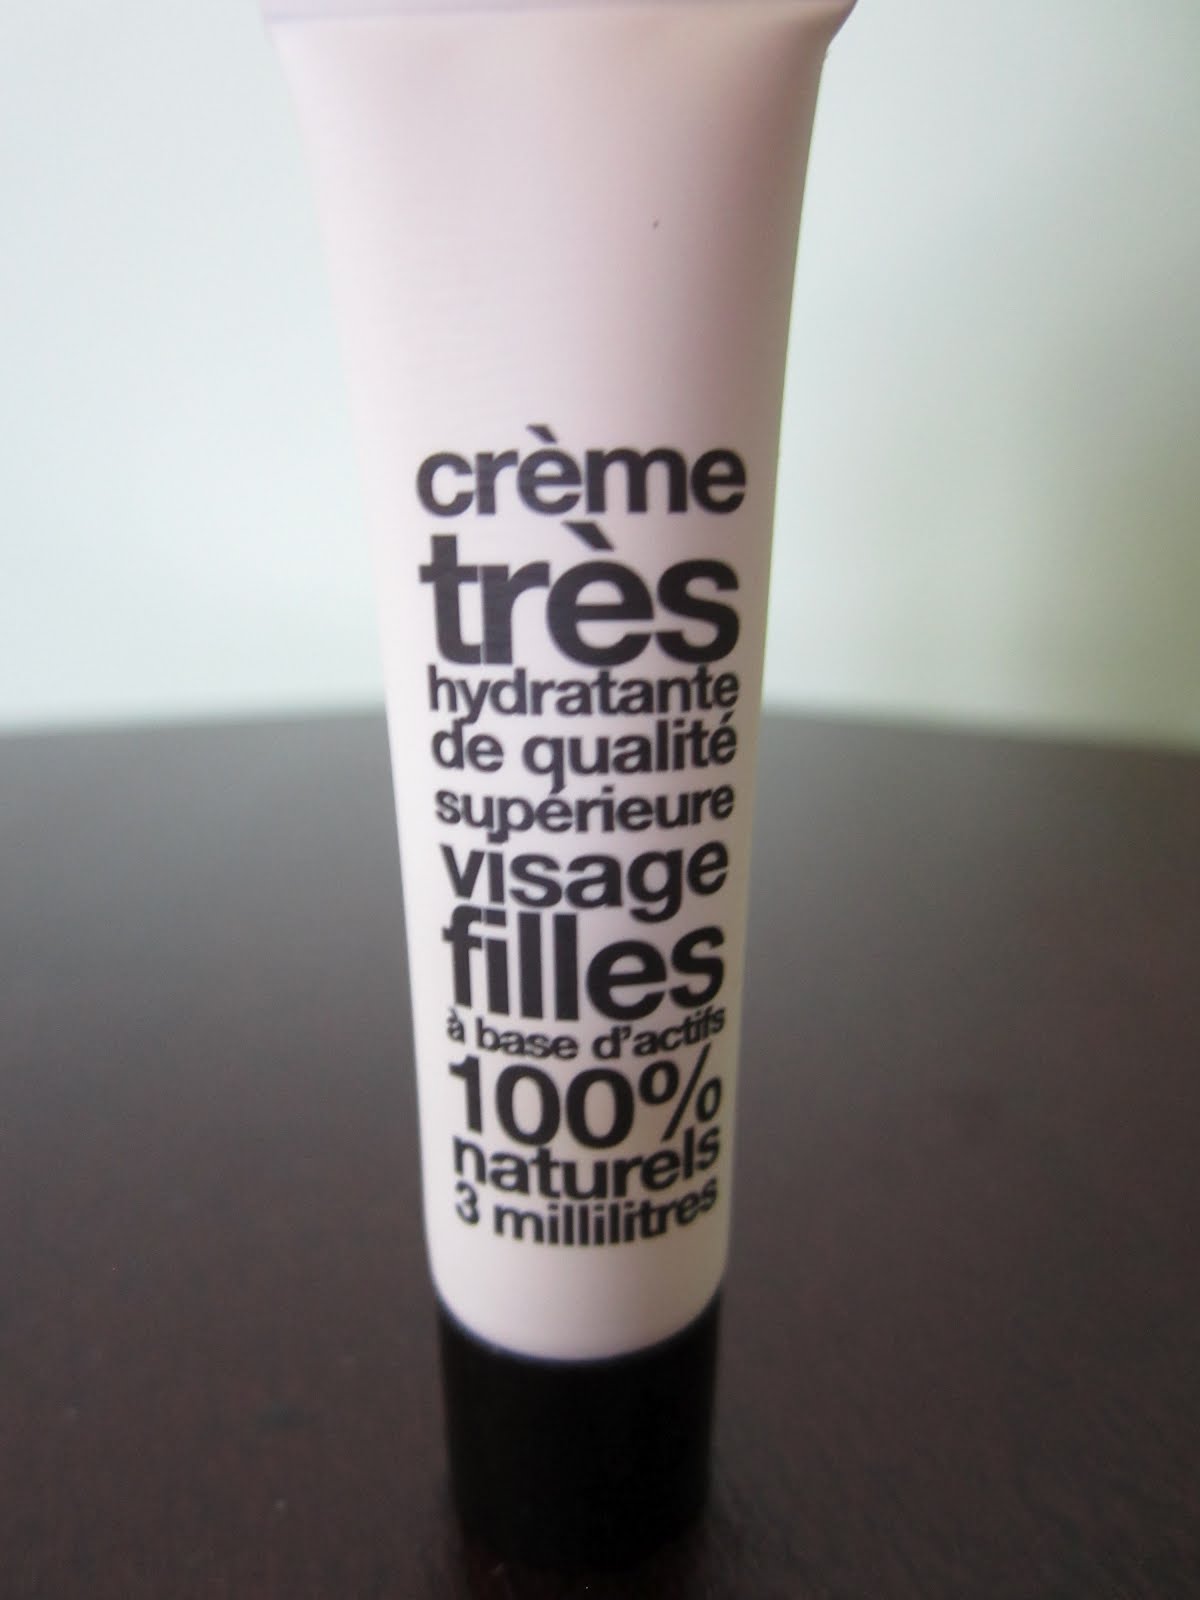 crème
très
hydratante
de qualité
supérieure
visage
filles
à base d'actifs
100%
naturels
3 millilitres